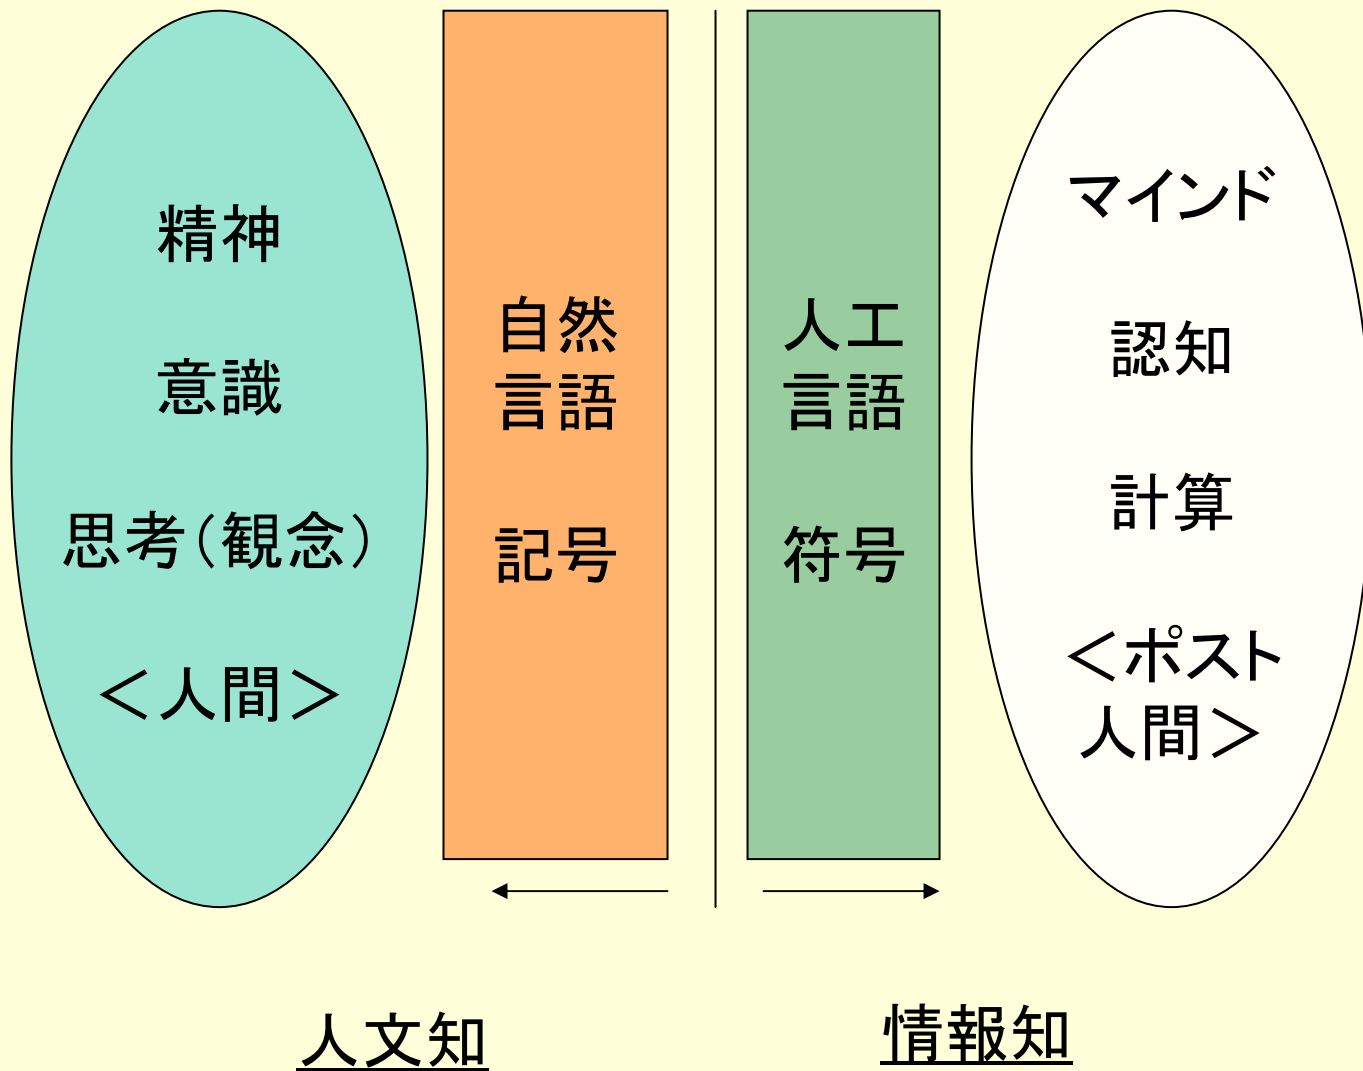 精神
意識
思考（観念）
＜人間＞
自然
言語
記号
人工
言語
符号
マインド
認知
計算
＜ポスト
人間＞
人文知
情報知